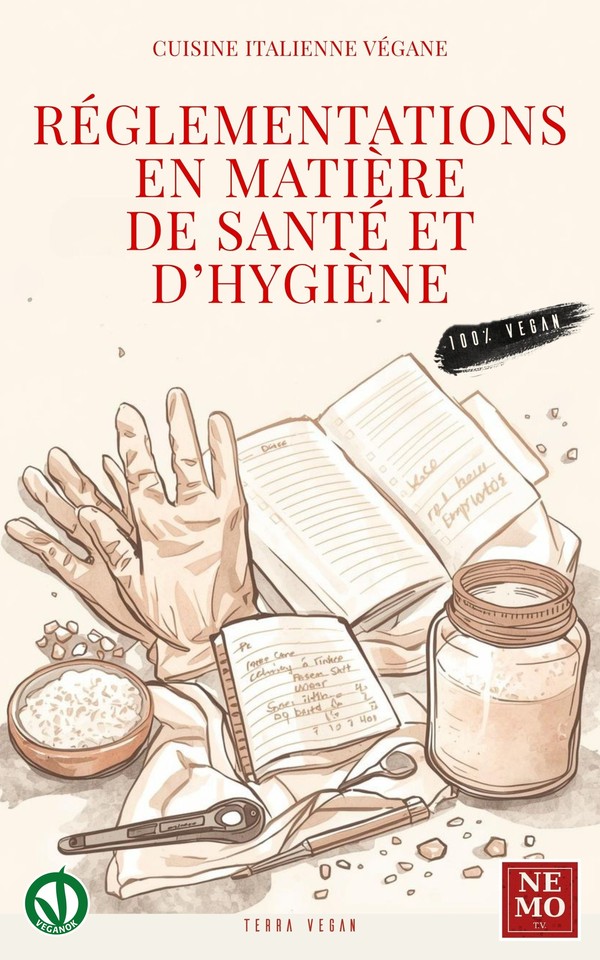 CUISINE ITALIENNE VÉGANE
RÉGLEMENTATIONS
EN MATIÈRE
DE SANTÉ ET
D’HYGIÈNE
100% VEGAN
VEGANOK
TERRA VEGAN
NE
MO
T.V.